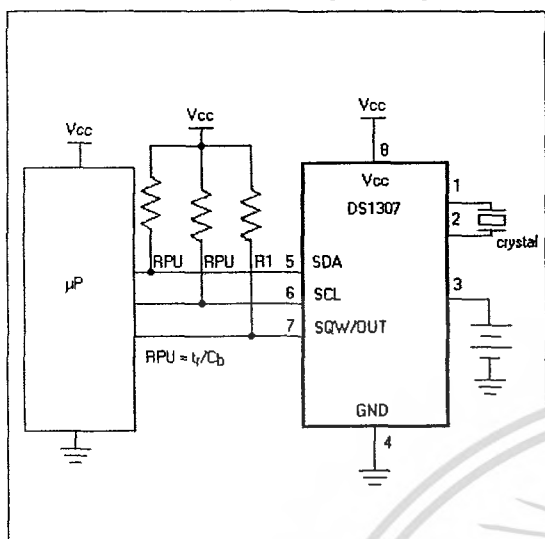 Vcc
Vcc
Vcc
8
Vcc
DS1307
1
2
crystal
µP
RPU
RPU
R1
5
SDA
6
SCL
3
7
SQW/OUT
RPU = tr/Cb
GND
4